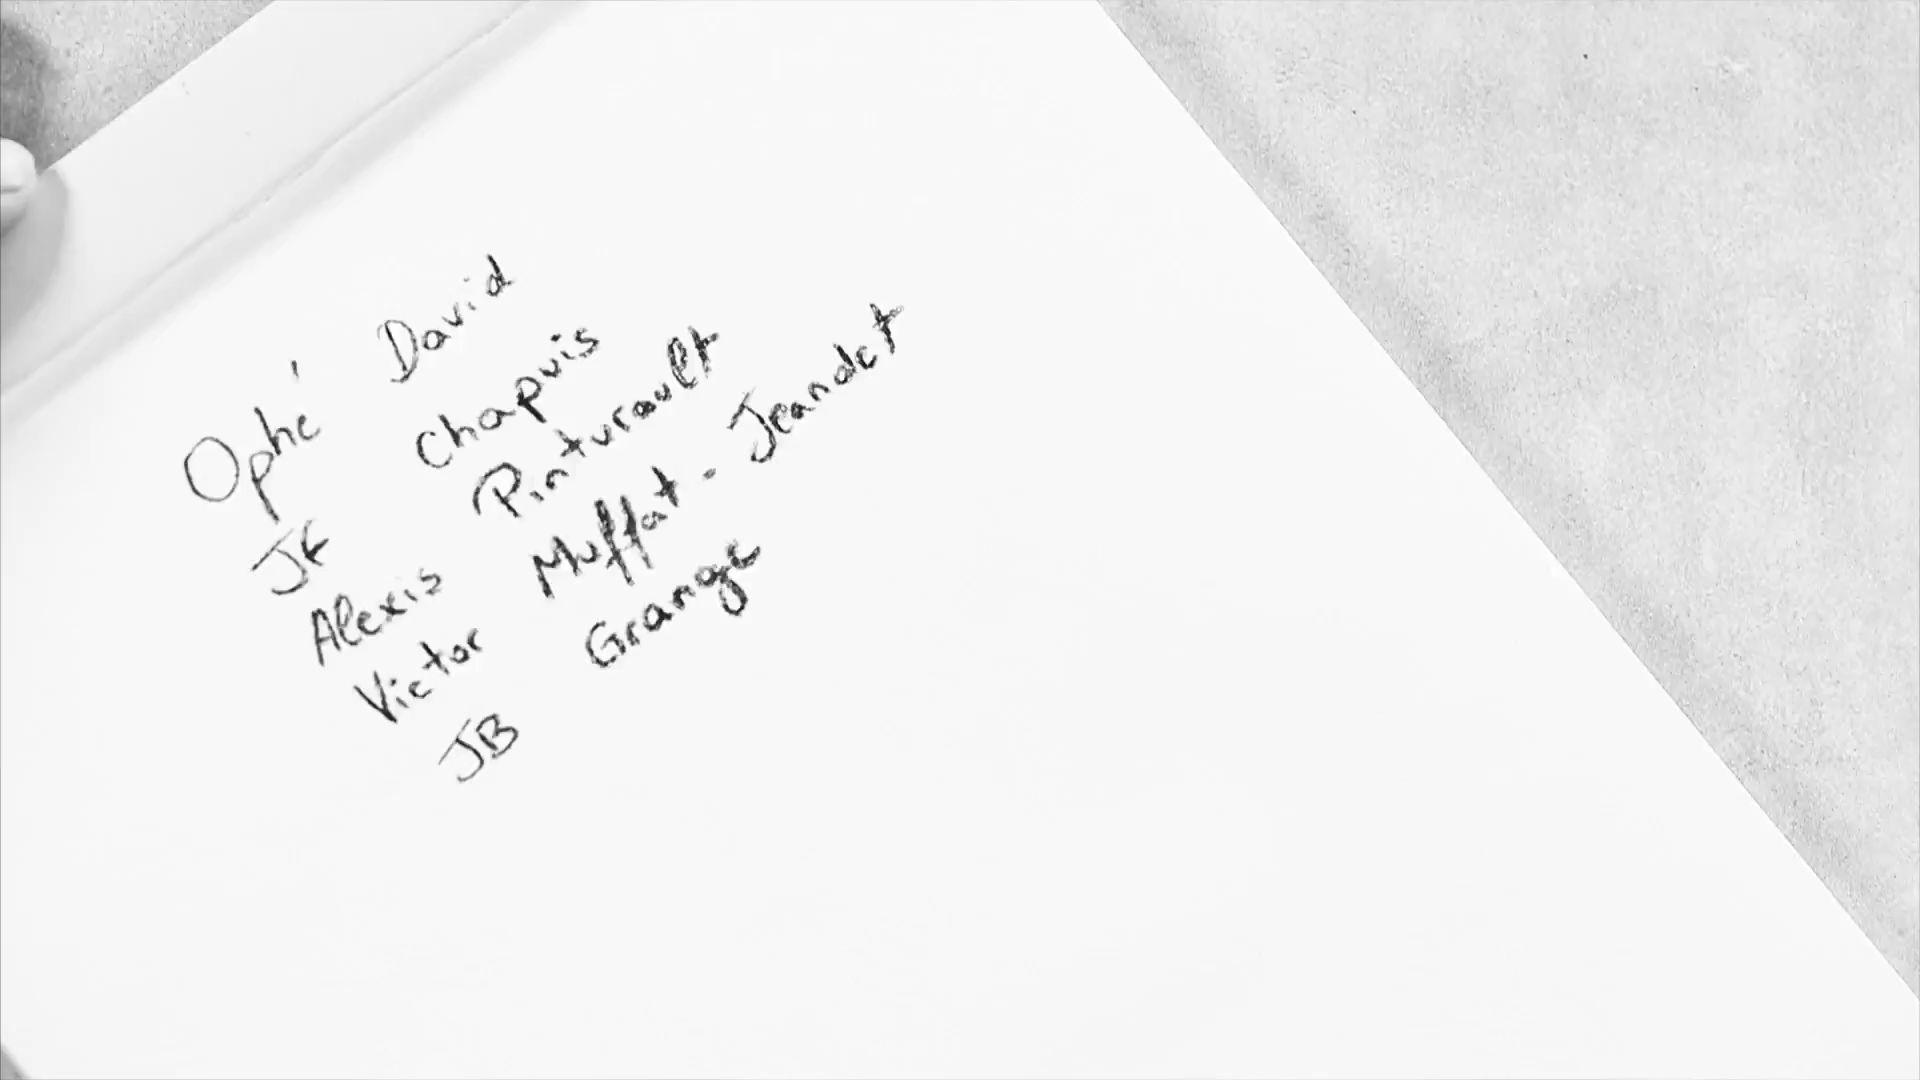 Ophé David
JF Chapuis
Alexis Pinturault
Victor Muffat-Jeandet
JB Grange